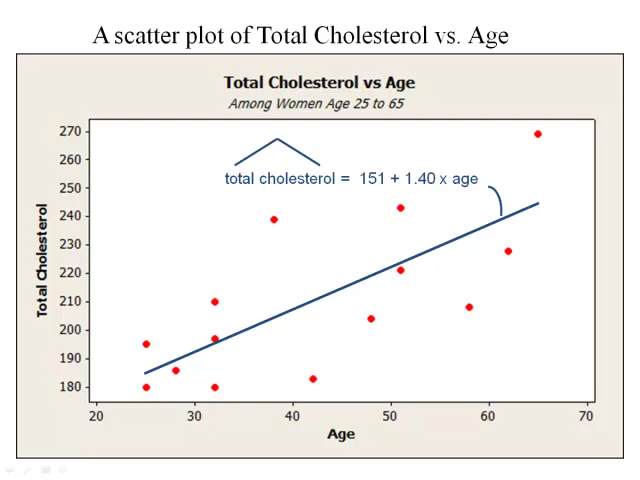 A scatter plot of Total Cholesterol vs. Age
Total Cholesterol vs Age
Among Women Age 25 to 65
total cholesterol = 151 + 1.40 x age
Total Cholesterol
270
260
250
240
230
220
210
200
190
180
20 30 40 50 60 70
Age